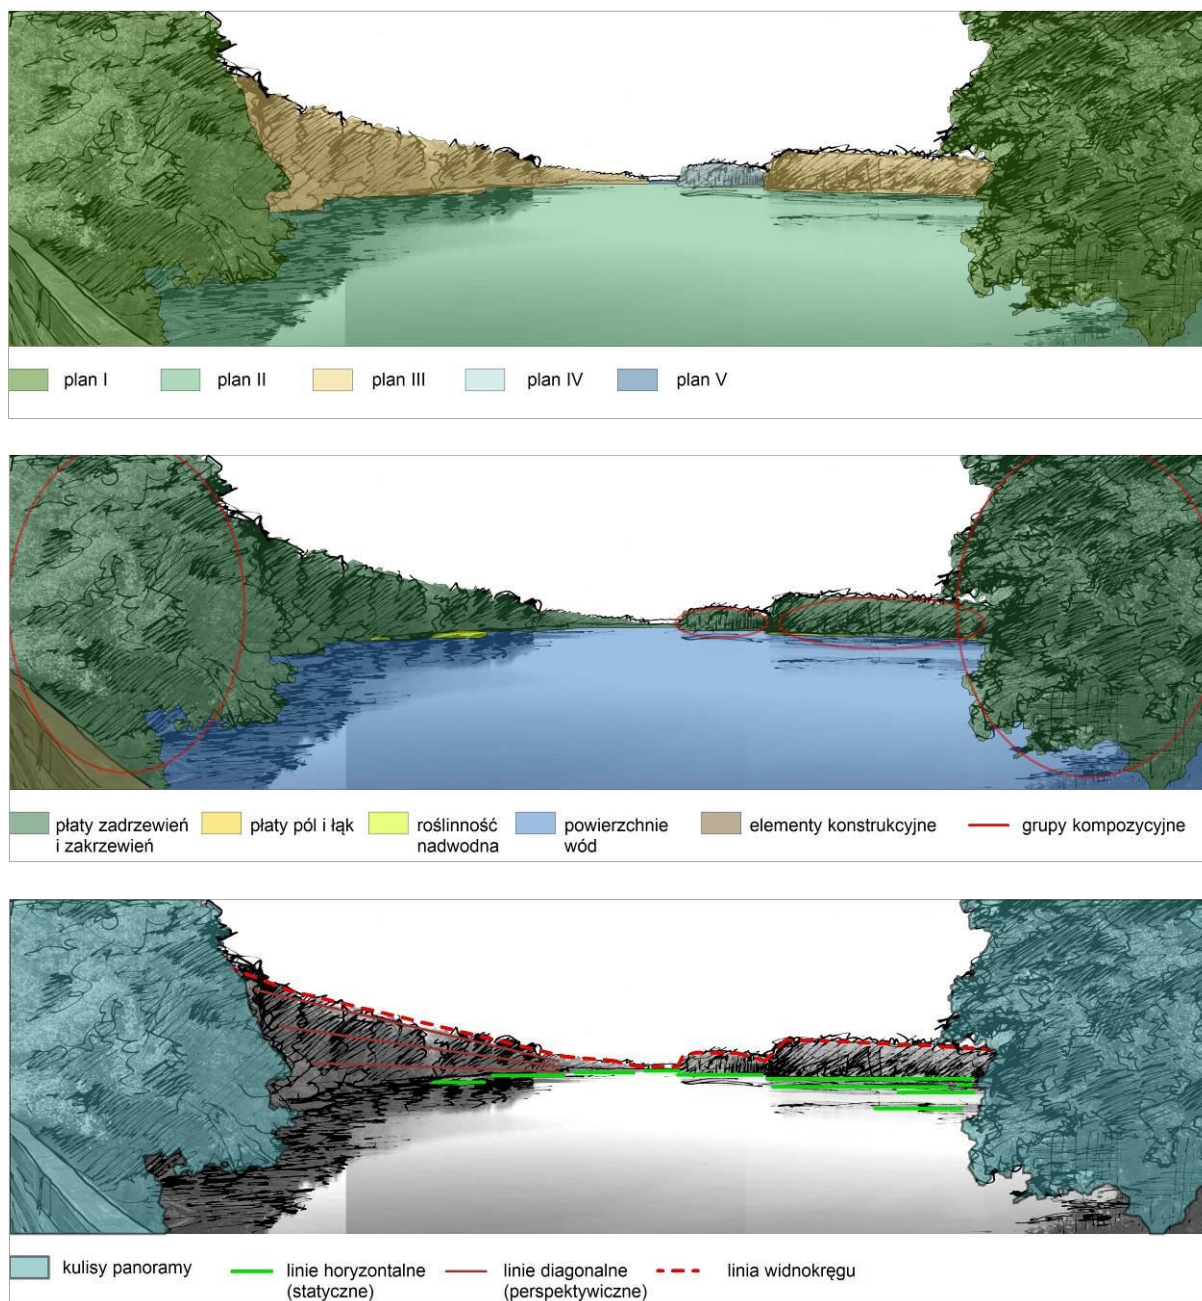 plan I plan II plan III plan IV plan V
płaty zadrzewień i zakrzewień
płaty pól i łąk
roślinność nadwodna
powierzchnie wód
elementy konstrukcyjne
grupy kompozycyjne
kulisy panoramy
linie horyzontalne
(statyczne)
linie diagonalne
(perspektywiczne)
linia widnokręgu